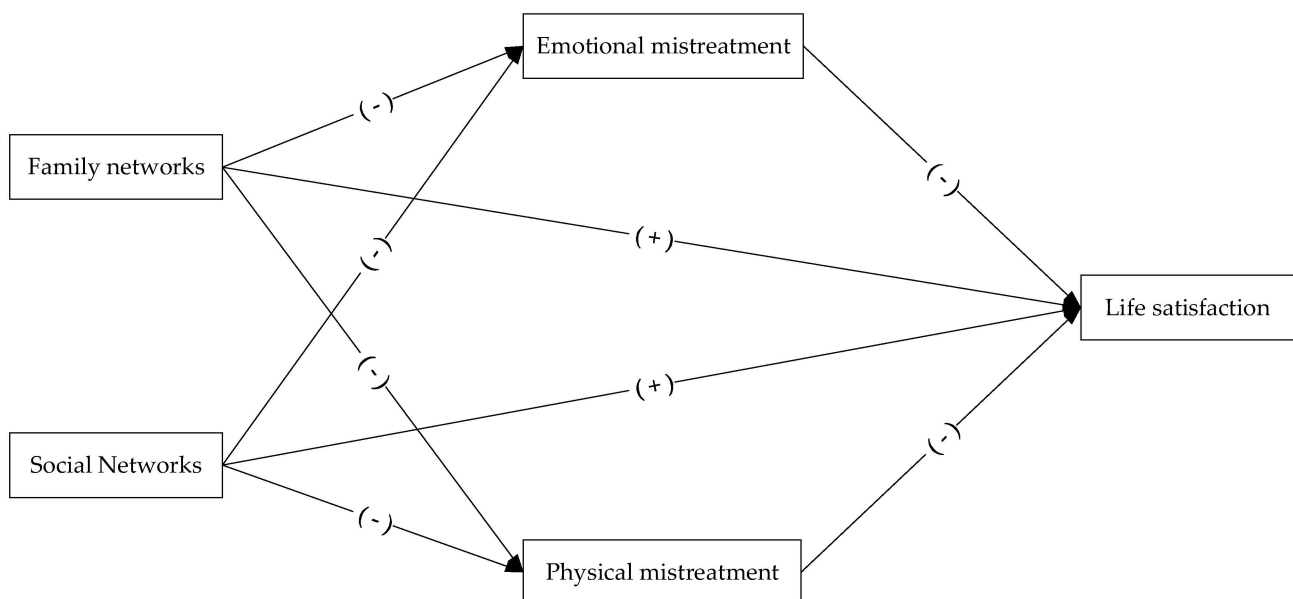 Emotional mistreatment
(-)
Family networks
(-)
(+)
(-)
Life satisfaction
(-)
(+)
Social Networks
(-)
(-)
Physical mistreatment